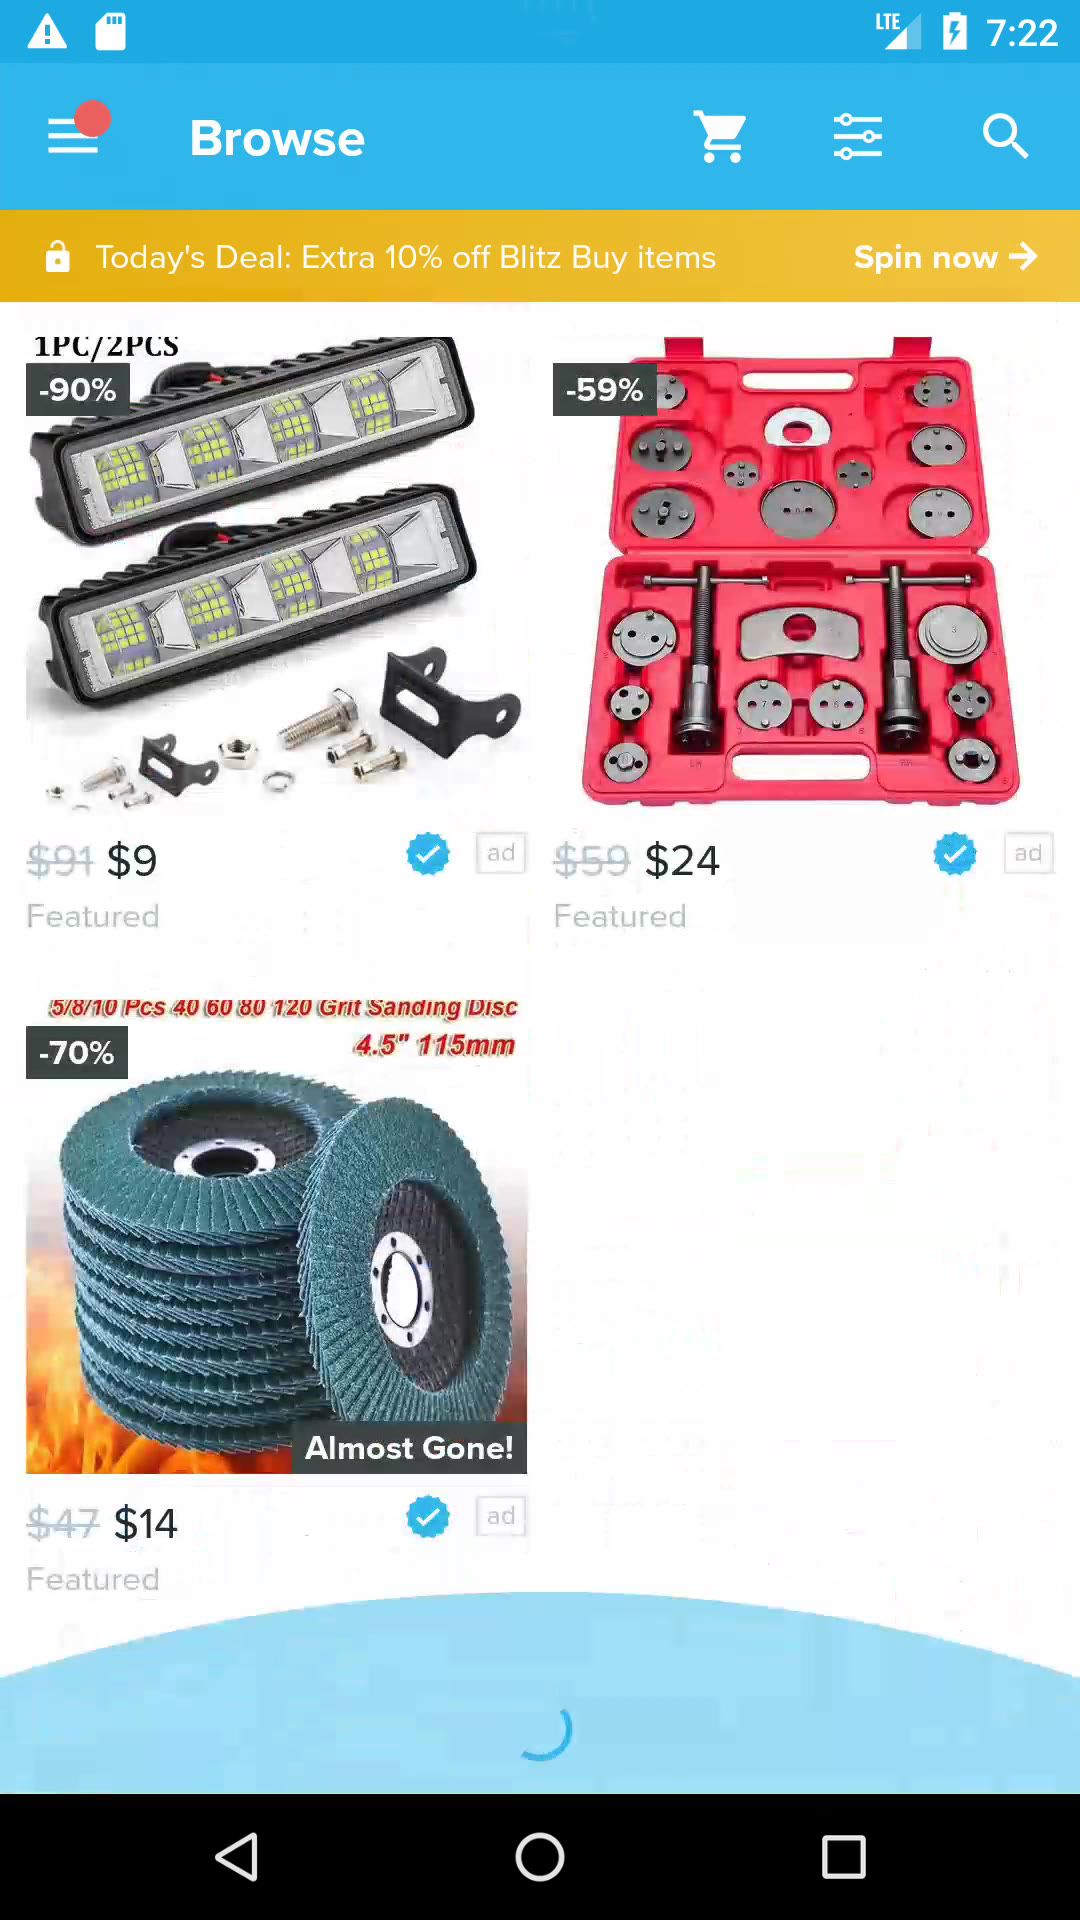 LTE 7:22
Browse
Today's Deal: Extra 10% off Blitz Buy items Spin now
1PC/2PCS
-90%
-59%
$91 $9 ad
Featured
$59 $24 ad
Featured
5/8/10 Pcs 40 60 80 120 Grit Sanding Disc
4.5" 115mm
-70%
Almost Gone!
$47 $14 ad
Featured